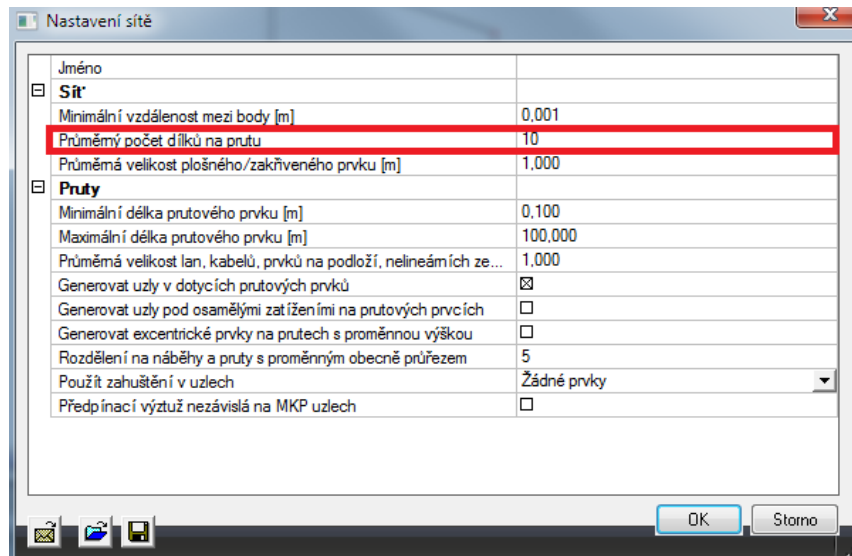 Nastavení sítě
Jméno
Síť
Minimální vzdálenost mezi body [m] 0,001
Průměrný počet dílků na prutu 10
Průměrná velikost plošného/zakřiveného prvku [m] 1,000
Pruty
Minimální délka prutového prvku [m] 0,100
Maximální délka prutového prvku [m] 100,000
Průměrná velikost lan, kabelů, prvků na podloží, nelineárních ze... 1,000
Generovat uzly v dotycích prutových prvků
Generovat uzly pod osamělými zatíženími na prutových prvcích
Generovat excentrické prvky na prutech s proměnnou výškou
Rozdělení na náběhy a pruty s proměnným obecně průřezem 5
Použít zahuštění v uzlech Žádné prvky
Předpínací výztuž nezávislá na MKP uzlech
OK Storno